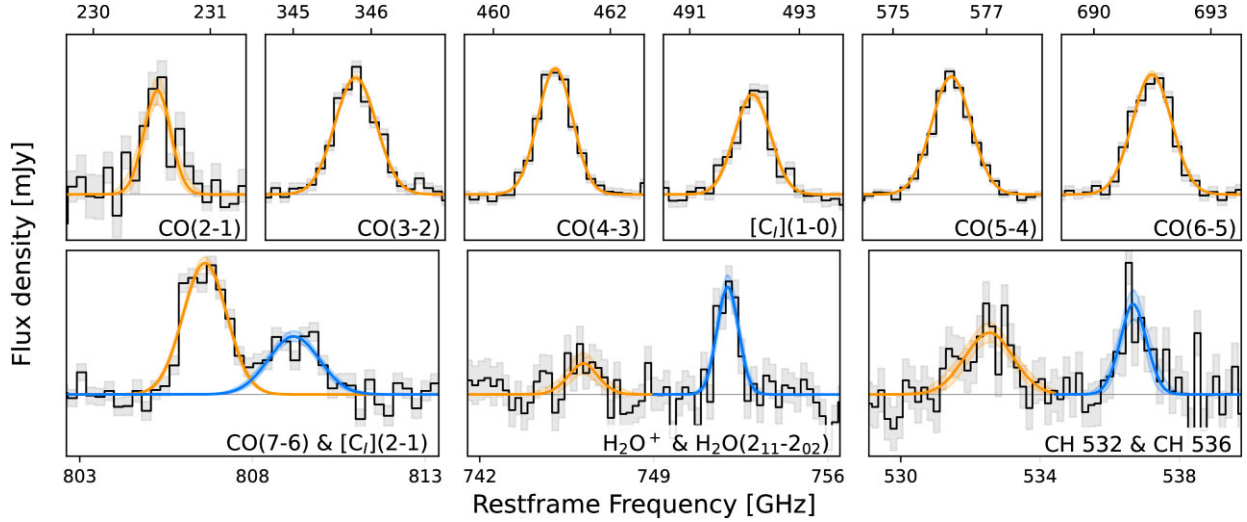 230 231 345 346 460 462 491 493 575 577 690 693
Flux density [mJy]
CO(2-1) CO(3-2) CO(4-3) [C_I](1-0) CO(5-4) CO(6-5)
CO(7-6) & [C_I](2-1) H₂O⁺ & H₂O(2₁₁-2₀₂) CH 532 & CH 536
803 808 813 742 749 756 530 534 538
Restframe Frequency [GHz]